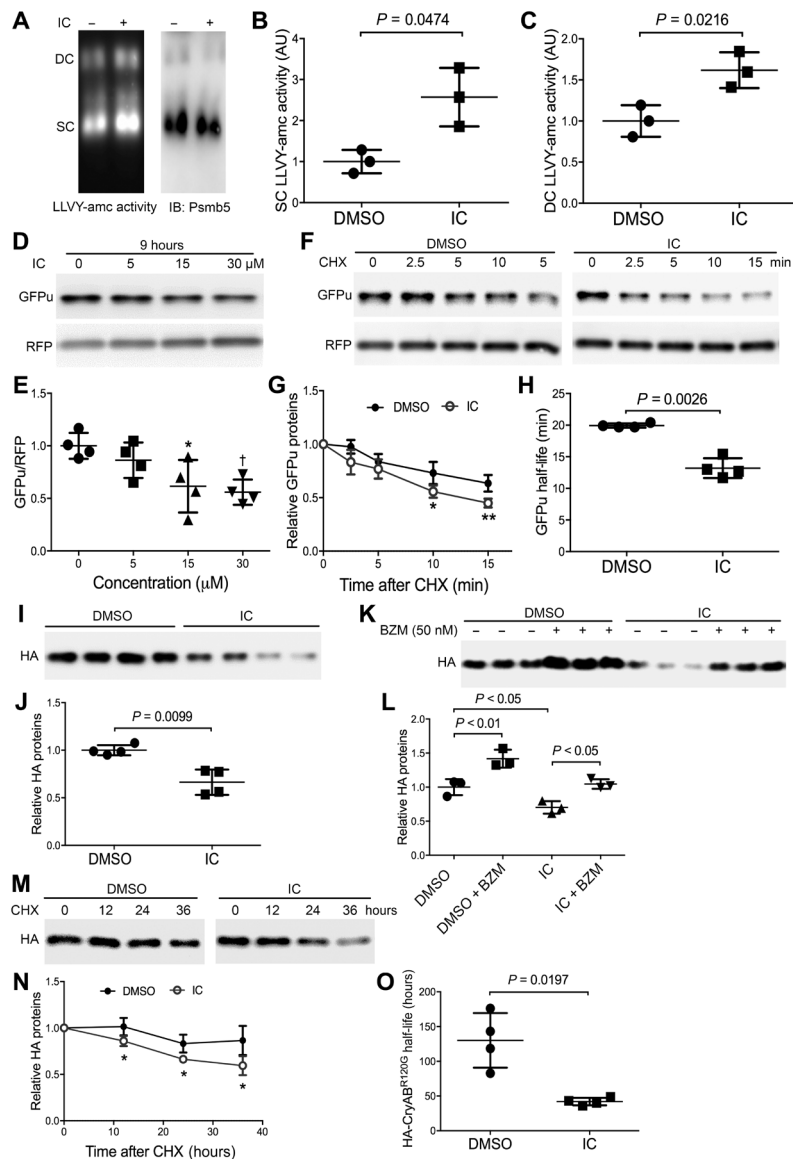 A
IC – +
– +
DC
SC
LLVY-amc activity
IB: Psmb5
B
P = 0.0474
SC LLVY-amc activity (AU)
4
3
2
1
0
DMSO
IC
C
P = 0.0216
DC LLVY-amc activity (AU)
2.0
1.5
1.0
0.5
0.0
DMSO
IC
D
9 hours
IC 0 5 15 30 μM
GFPu
RFP
E
GFPu/RFP
1.5
1.0
0.5
0.0
*
†
0 5 15 30
Concentration (μM)
F
DMSO
IC
CHX 0 2.5 5 10 5
0 2.5 5 10 15 min
GFPu
RFP
G
DMSO
IC
Relative GFPu proteins
1.5
1.0
0.5
0.0
*
**
0 5 10 15
Time after CHX (min)
H
P = 0.0026
GFPu half-life (min)
25
20
15
10
5
0
DMSO
IC
I
DMSO
IC
HA
J
P = 0.0099
Relative HA proteins
1.5
1.0
0.5
0.0
DMSO
IC
K
DMSO
IC
BZM (50 nM) – – – + + + – – – + + +
HA
L
P < 0.05
P < 0.01
P < 0.05
Relative HA proteins
2.0
1.5
1.0
0.5
0.0
DMSO
DMSO + BZM
IC
IC + BZM
M
DMSO
IC
CHX 0 12 24 36
0 12 24 36 hours
HA
N
DMSO
IC
Relative HA proteins
1.5
1.0
0.5
0.0
*
*
*
0 10 20 30 40
Time after CHX (hours)
O
P = 0.0197
HA-CryAB^R120G half-life (hours)
200
150
100
50
0
DMSO
IC